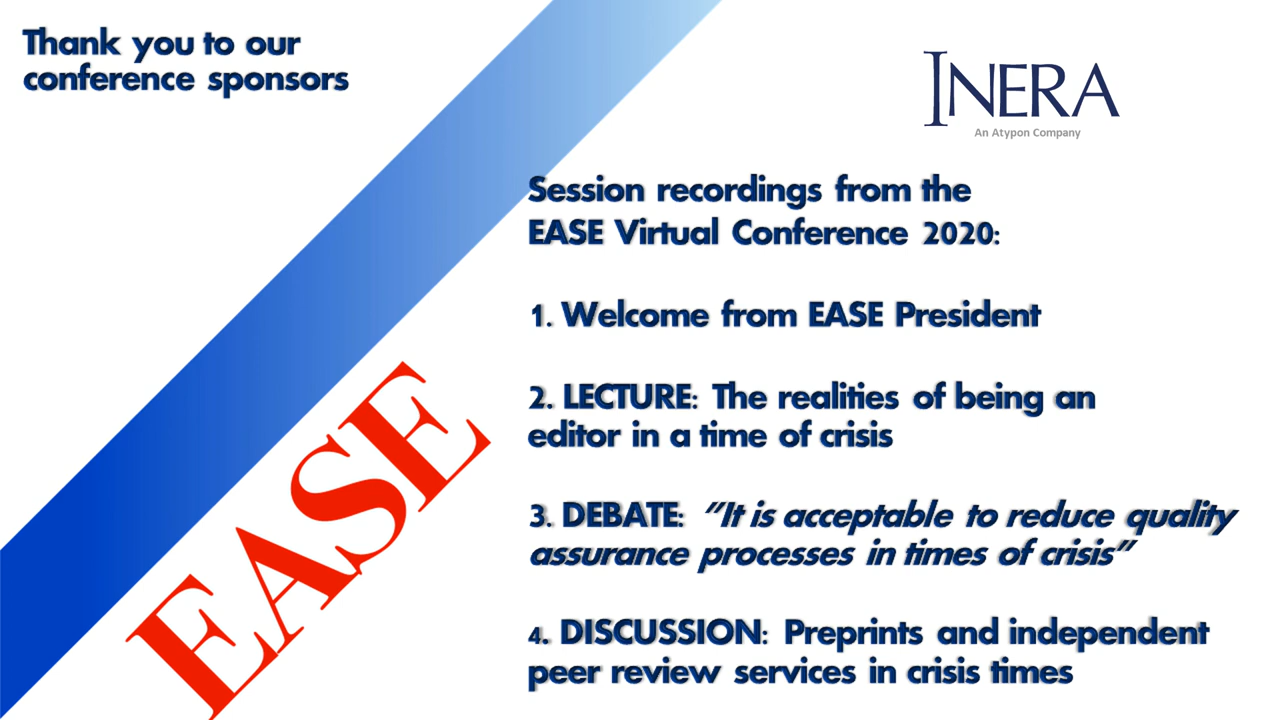 Thank you to our
conference sponsors
INERA
An Atypon Company
Session recordings from the
EASE Virtual Conference 2020:
1. Welcome from EASE President
2. LECTURE: The realities of being an
editor in a time of crisis
3. DEBATE: “It is acceptable to reduce quality
assurance processes in times of crisis”
4. DISCUSSION: Preprints and independent
peer review services in crisis times
EASE